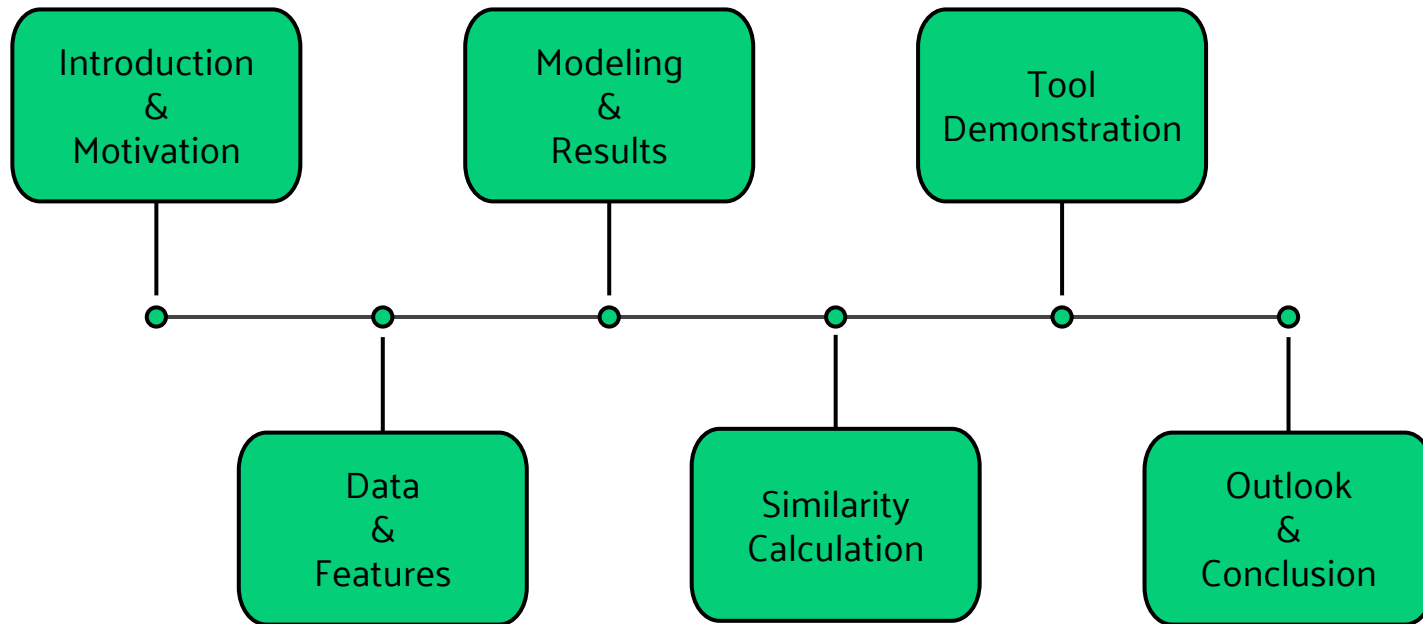 Introduction
&
Motivation
Data
&
Features
Modeling
&
Results
Similarity
Calculation
Tool
Demonstration
Outlook
&
Conclusion